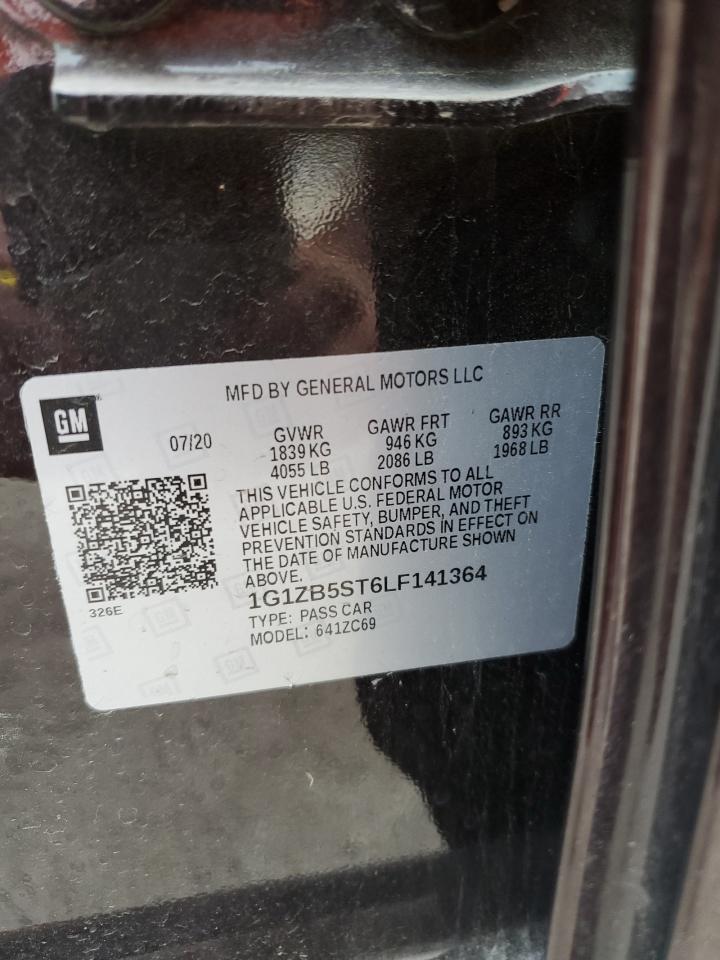 MFD BY GENERAL MOTORS LLC
GM
07/20
GVWR
1839 KG
4055 LB
GAWR FRT
946 KG
2086 LB
GAWR RR
893 KG
1968 LB
THIS VEHICLE CONFORMS TO ALL
APPLICABLE U.S. FEDERAL MOTOR
VEHICLE SAFETY, BUMPER, AND THEFT
PREVENTION STANDARDS IN EFFECT ON
THE DATE OF MANUFACTURE SHOWN
ABOVE.
326E
1G1ZB5ST6LF141364
TYPE: PASS CAR
MODEL: 641ZC69